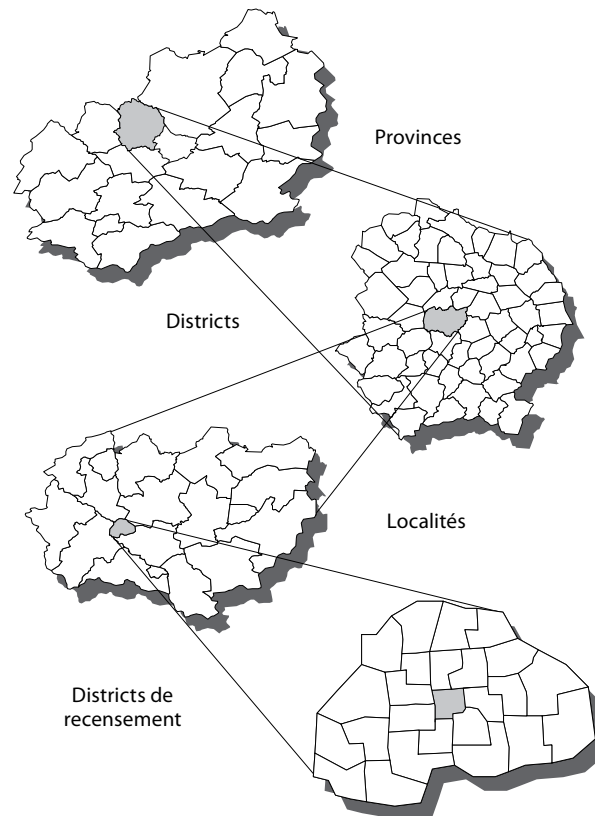 Provinces
Districts
Localités
Districts de
recensement